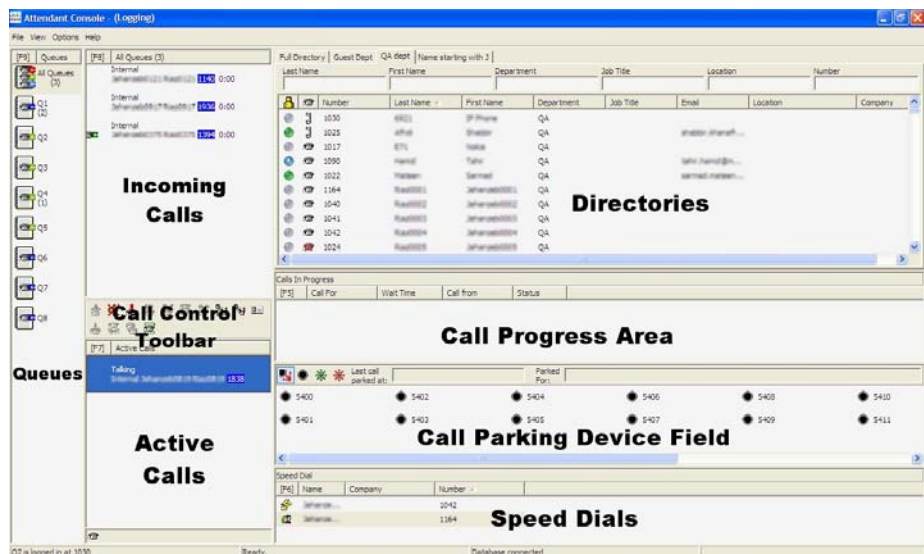 Attendant Console - (Logging)
File View Options Help
[F9] Queues
All Queues
(3)
Q1
(2)
Q2
Q3
Q4
(1)
Q5
Q6
Q7
Q8
Queues
[F8] All Queues (3)
Internal
1140 0:00
Internal
1936 0:00
Internal
1394 0:00
Incoming
Calls
Call Control
Toolbar
[F7] Active Calls
Talking
Internal 1838
Active
Calls
Full Directory Guest Dept QA dept Name starting with J
Last Name First Name Department Job Title Location Number
Number Last Name First Name Department Job Title Email Location Company
1030 IP Phone QA
1025 QA
1017 QA
1090 QA
1022 QA
1164 QA
1040 QA
1041 QA
1042 QA
1024 QA
Directories
Calls In Progress
[F5] Call For Wait Time Call from Status
Call Progress Area
Last call
parked at:
Parked
For:
5400 5402 5404 5406 5408 5410
5401 5403 5405 5407 5409 5411
Call Parking Device Field
Speed Dial
[F6] Name Company Number
1042
1164
Speed Dials
Q2 is logged in at 1030 Ready. Database connected